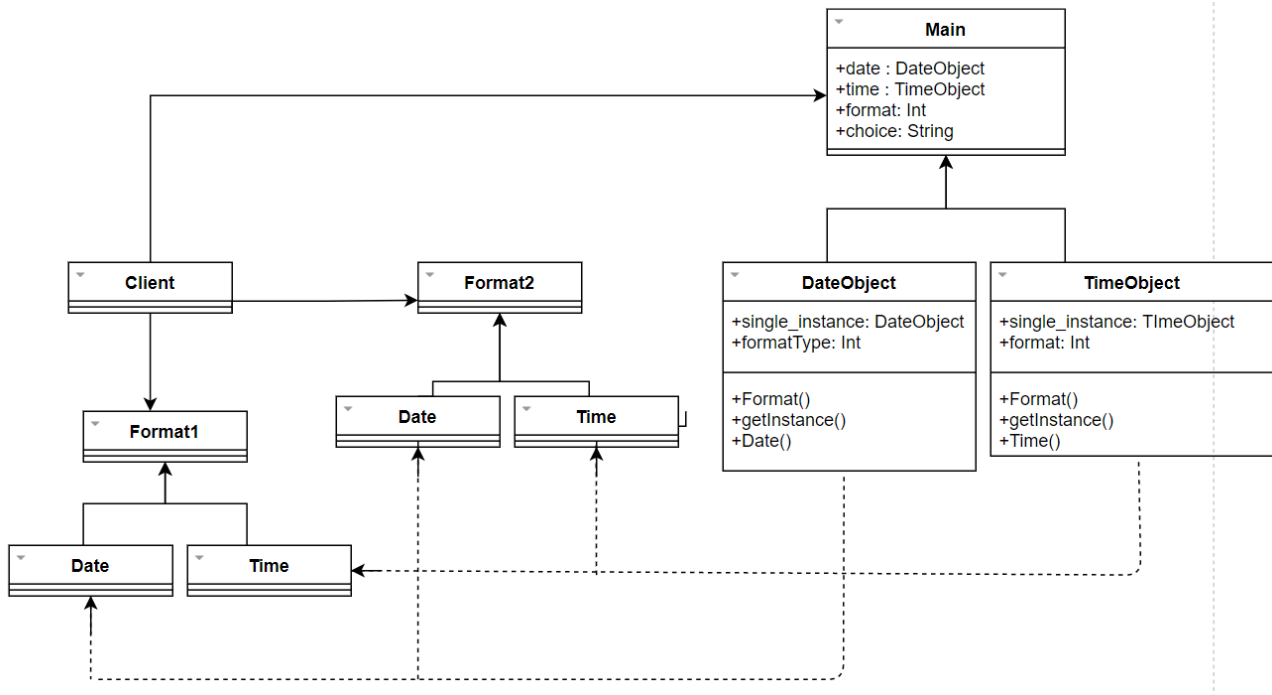 Main
+date : DateObject
+time : TimeObject
+format: Int
+choice: String
Client
Format2
DateObject
+single_instance: DateObject
+formatType: Int
+Format()
+getInstance()
+Date()
TimeObject
+single_instance: TImeObject
+format: Int
+Format()
+getInstance()
+Time()
Date
Time
Format1
Date
Time